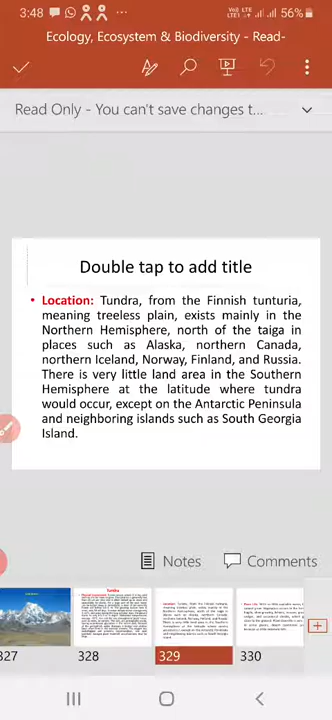 3:48 ... Vo)) LTE LTE1 56%
Ecology, Ecosystem & Biodiversity - Read-
Read Only - You can't save changes t...
Double tap to add title
• Location: Tundra, from the Finnish tunturia,
meaning treeless plain, exists mainly in the
Northern Hemisphere, north of the taiga in
places such as Alaska, northern Canada,
northern Iceland, Norway, Finland, and Russia.
There is very little land area in the Southern
Hemisphere at the latitude where tundra
would occur, except on the Antarctic Peninsula
and neighboring islands such as South Georgia
Island.
Notes Comments
Tundra
327 328 329 330